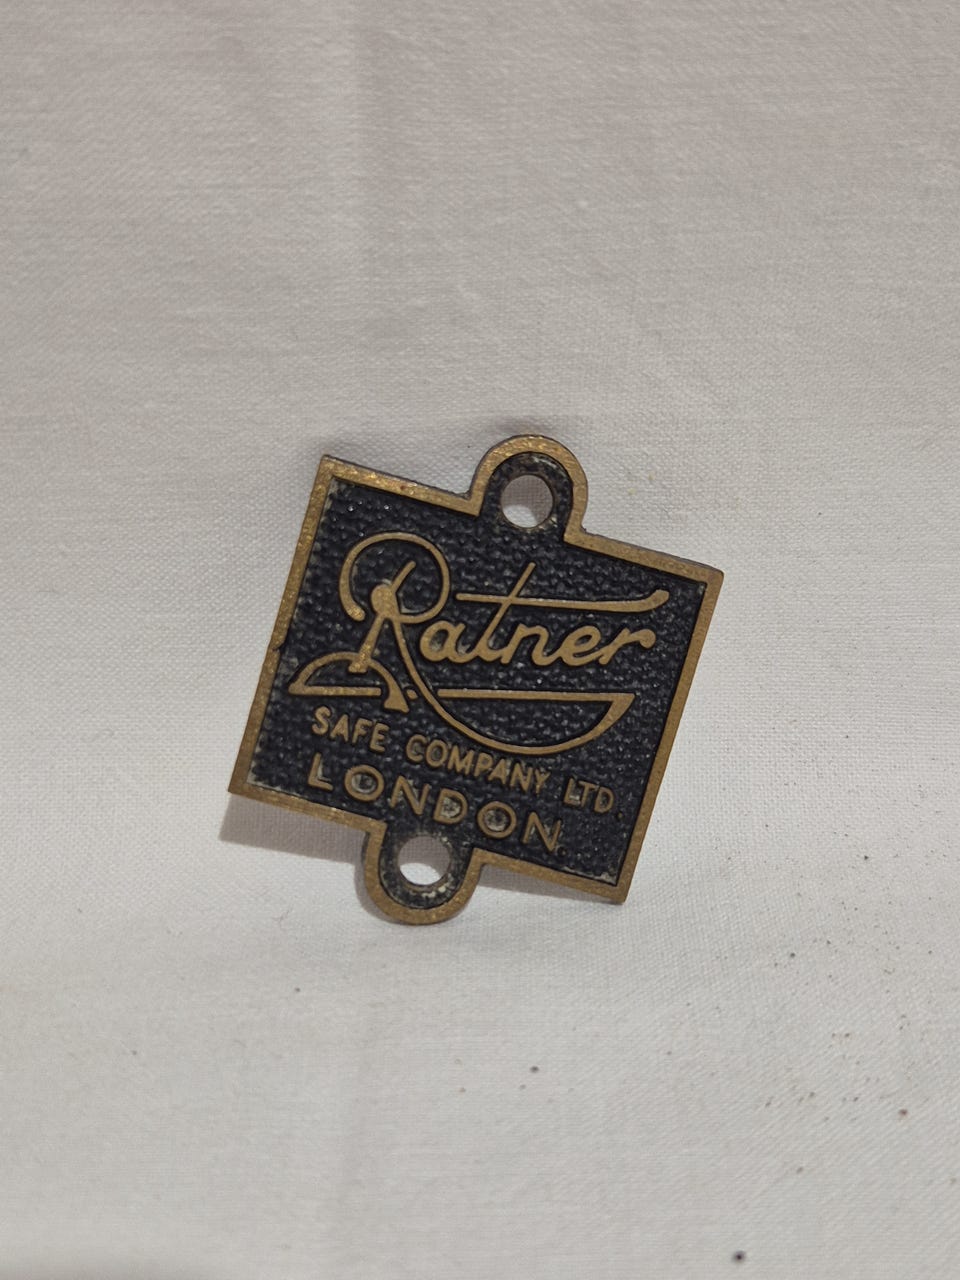 Ratner
SAFE COMPANY LTD.
LONDON.